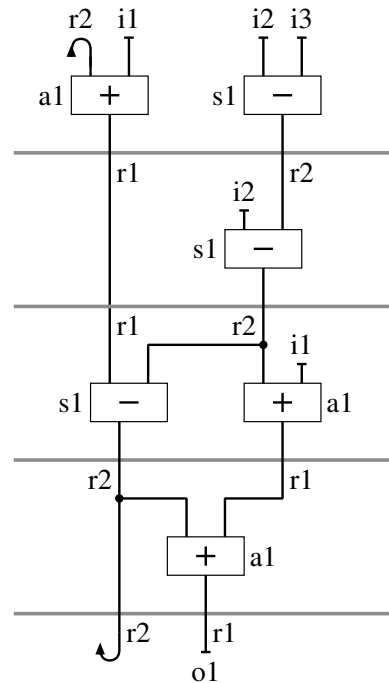 r2 i1 i2 i3
a1 + s1 −
r1 r2
i2
s1 −
r1 r2 i1
s1 − + a1
r2 r1
+ a1
r2 r1
o1